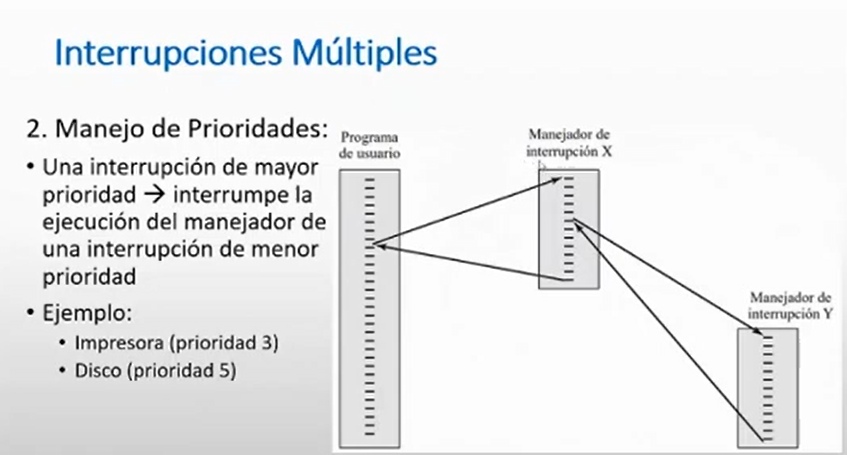 Interrupciones Múltiples
2. Manejo de Prioridades:
• Una interrupción de mayor
prioridad → interrumpe la
ejecución del manejador de
una interrupción de menor
prioridad
• Ejemplo:
• Impresora (prioridad 3)
• Disco (prioridad 5)
Programa
de usuario
Manejador de
interrupción X
Manejador de
interrupción Y